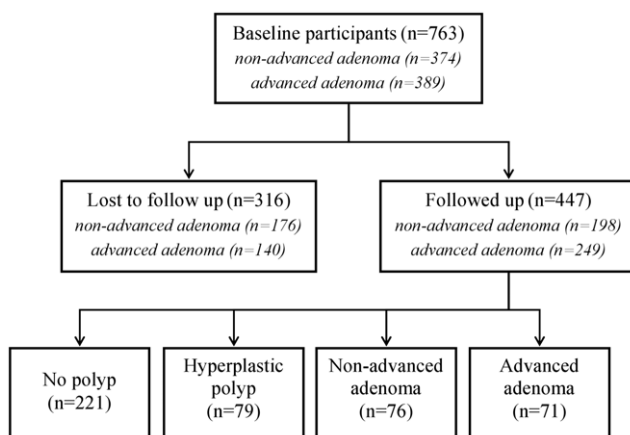 Baseline participants (n=763)
non-advanced adenoma (n=374)
advanced adenoma (n=389)
Lost to follow up (n=316)
non-advanced adenoma (n=176)
advanced adenoma (n=140)
Followed up (n=447)
non-advanced adenoma (n=198)
advanced adenoma (n=249)
No polyp
(n=221)
Hyperplastic
polyp
(n=79)
Non-advanced
adenoma
(n=76)
Advanced
adenoma
(n=71)